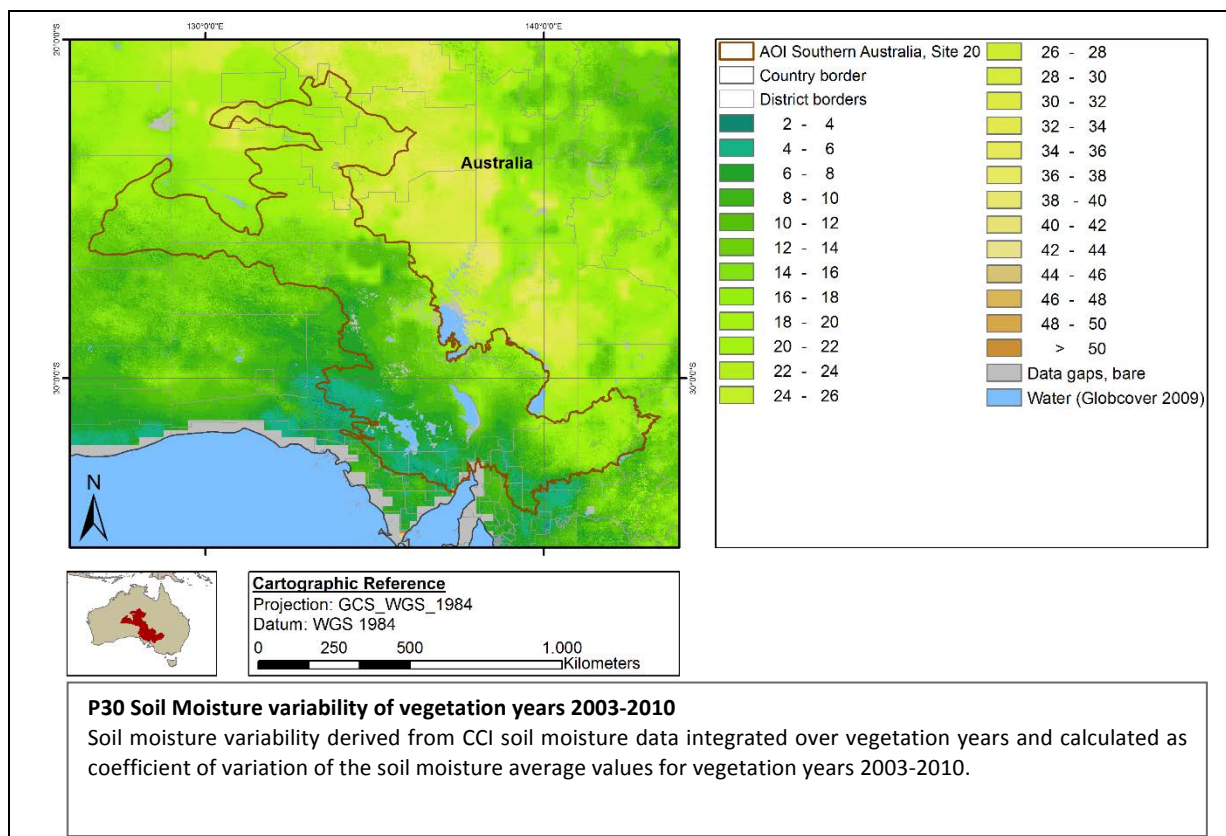 130°0'0"E
140°0'0"E
20°0'0"S
20°0'0"S
30°0'0"S
30°0'0"S
Australia
N
AOI Southern Australia, Site 20
Country border
District borders
2 - 4
4 - 6
6 - 8
8 - 10
10 - 12
12 - 14
14 - 16
16 - 18
18 - 20
20 - 22
22 - 24
24 - 26
26 - 28
28 - 30
30 - 32
32 - 34
34 - 36
36 - 38
38 - 40
40 - 42
42 - 44
44 - 46
46 - 48
48 - 50
> 50
Data gaps, bare
Water (Globcover 2009)
Cartographic Reference
Projection: GCS_WGS_1984
Datum: WGS 1984
0 250 500 1.000
Kilometers
P30 Soil Moisture variability of vegetation years 2003-2010
Soil moisture variability derived from CCI soil moisture data integrated over vegetation years and calculated as
coefficient of variation of the soil moisture average values for vegetation years 2003-2010.